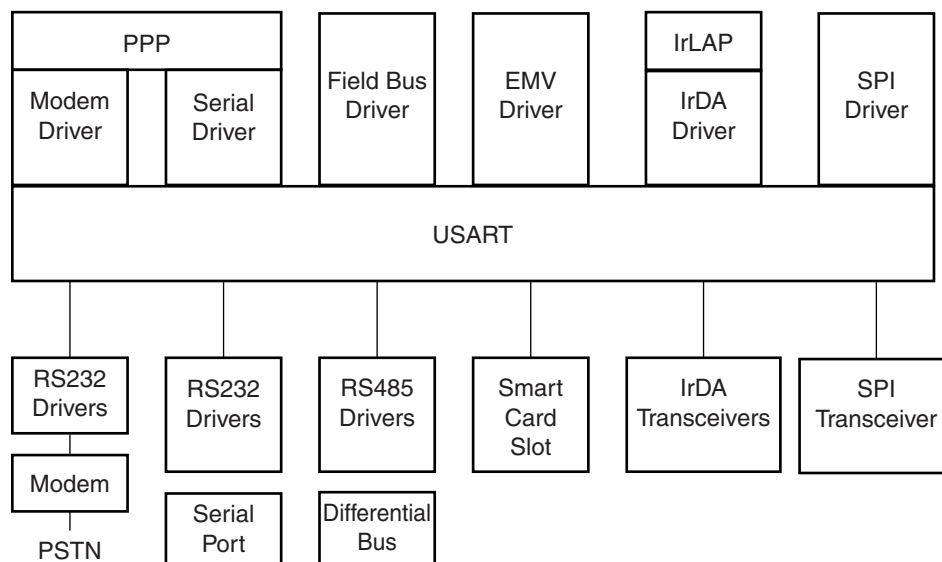 PPP
IrLAP
Modem
Driver
Serial
Driver
Field Bus
Driver
EMV
Driver
IrDA
Driver
SPI
Driver
USART
RS232
Drivers
RS232
Drivers
RS485
Drivers
Smart
Card
Slot
IrDA
Transceivers
SPI
Transceiver
Modem
Serial
Port
Differential
Bus
PSTN